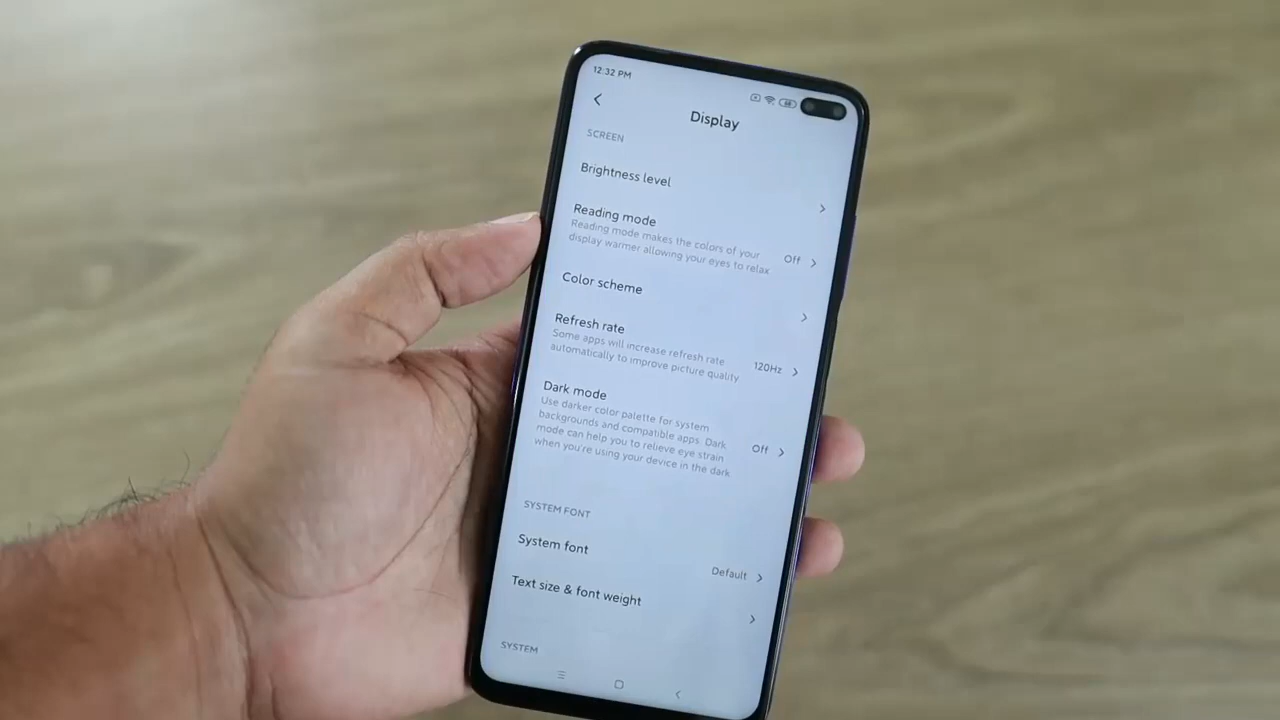 12:32 PM
68
Display
SCREEN
Brightness level
Reading mode
Reading mode makes the colors of your
display warmer allowing your eyes to relax
Off
Color scheme
Refresh rate
Some apps will increase refresh rate
automatically to improve picture quality
120Hz
Dark mode
Use darker color palette for system
backgrounds and compatible apps. Dark
mode can help you to relieve eye strain
when you're using your device in the dark
Off
SYSTEM FONT
System font
Default
Text size & font weight
SYSTEM